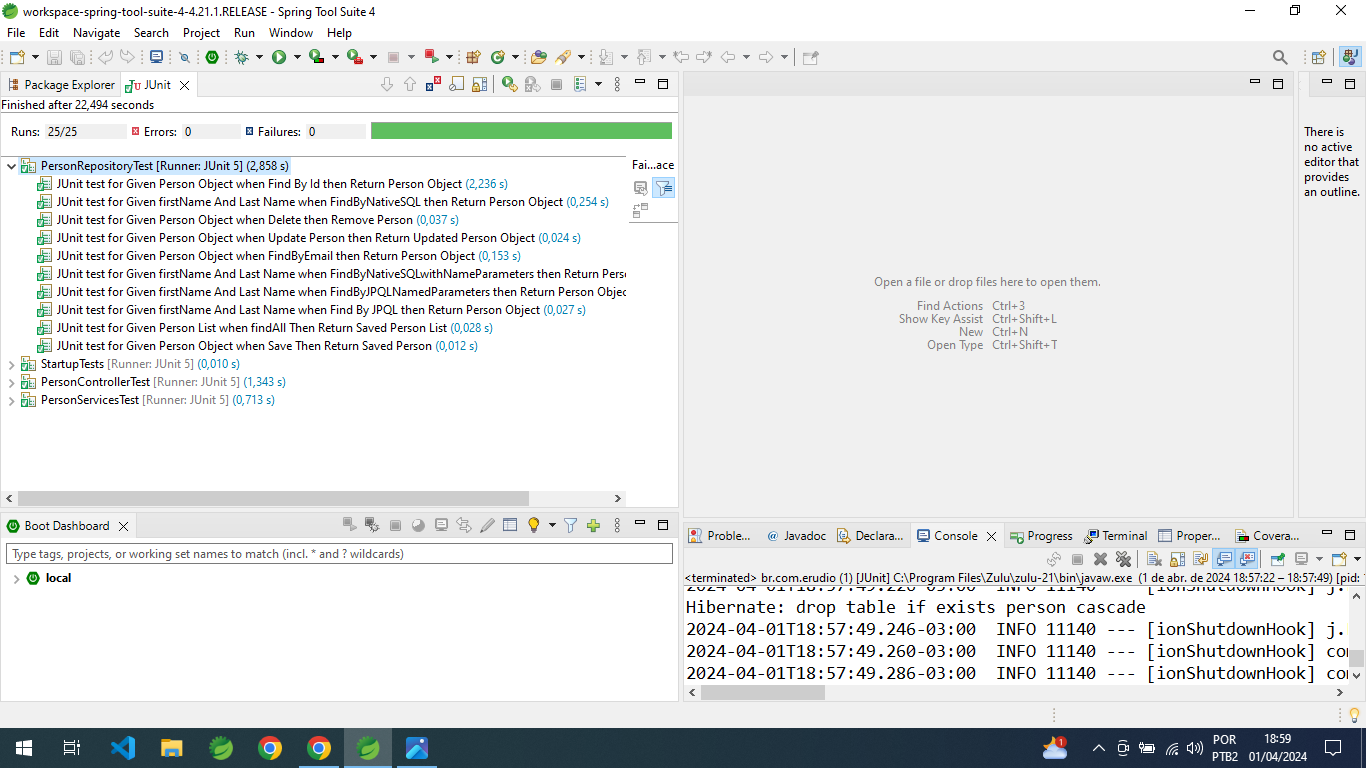 workspace-spring-tool-suite-4-4.21.1.RELEASE - Spring Tool Suite 4
File Edit Navigate Search Project Run Window Help
Package Explorer JUnit
Finished after 22,494 seconds
Runs: 25/25 Errors: 0 Failures: 0
PersonRepositoryTest [Runner: JUnit 5] (2,858 s)
JUnit test for Given Person Object when Find By Id then Return Person Object (2,236 s)
JUnit test for Given firstName And Last Name when FindByNativeSQL then Return Person Object (0,254 s)
JUnit test for Given Person Object when Delete then Remove Person (0,037 s)
JUnit test for Given Person Object when Update Person then Return Updated Person Object (0,024 s)
JUnit test for Given Person Object when FindByEmail then Return Person Object (0,153 s)
JUnit test for Given firstName And Last Name when FindByNativeSQLwithNameParameters then Return Pers
JUnit test for Given firstName And Last Name when FindByJPQLNamedParameters then Return Person Objec
JUnit test for Given firstName And Last Name when Find By JPQL then Return Person Object (0,027 s)
JUnit test for Given Person List when findAll Then Return Saved Person List (0,028 s)
JUnit test for Given Person Object when Save Then Return Saved Person (0,012 s)
StartupTests [Runner: JUnit 5] (0,010 s)
PersonControllerTest [Runner: JUnit 5] (1,343 s)
PersonServicesTest [Runner: JUnit 5] (0,713 s)
Fai...ace
Open a file or drop files here to open them.
Find Actions Ctrl+3
Show Key Assist Ctrl+Shift+L
New Ctrl+N
Open Type Ctrl+Shift+T
There is
no active
editor that
provides
an outline.
Boot Dashboard
Type tags, projects, or working set names to match (incl. * and ? wildcards)
local
Proble... @ Javadoc Declara... Console Progress Terminal Proper... Covera...
<terminated> br.com.erudio (1) [JUnit] C:\Program Files\Zulu\zulu-21\bin\javaw.exe (1 de abr. de 2024 18:57:22 – 18:57:49) [pid:
2024-04-01T18:57:49.226-03:00 INFO 11140 --- [ionShutdownHook] j.
Hibernate: drop table if exists person cascade
2024-04-01T18:57:49.246-03:00 INFO 11140 --- [ionShutdownHook] j.
2024-04-01T18:57:49.260-03:00 INFO 11140 --- [ionShutdownHook] co
2024-04-01T18:57:49.286-03:00 INFO 11140 --- [ionShutdownHook] co
1
POR
PTB2
18:59
01/04/2024